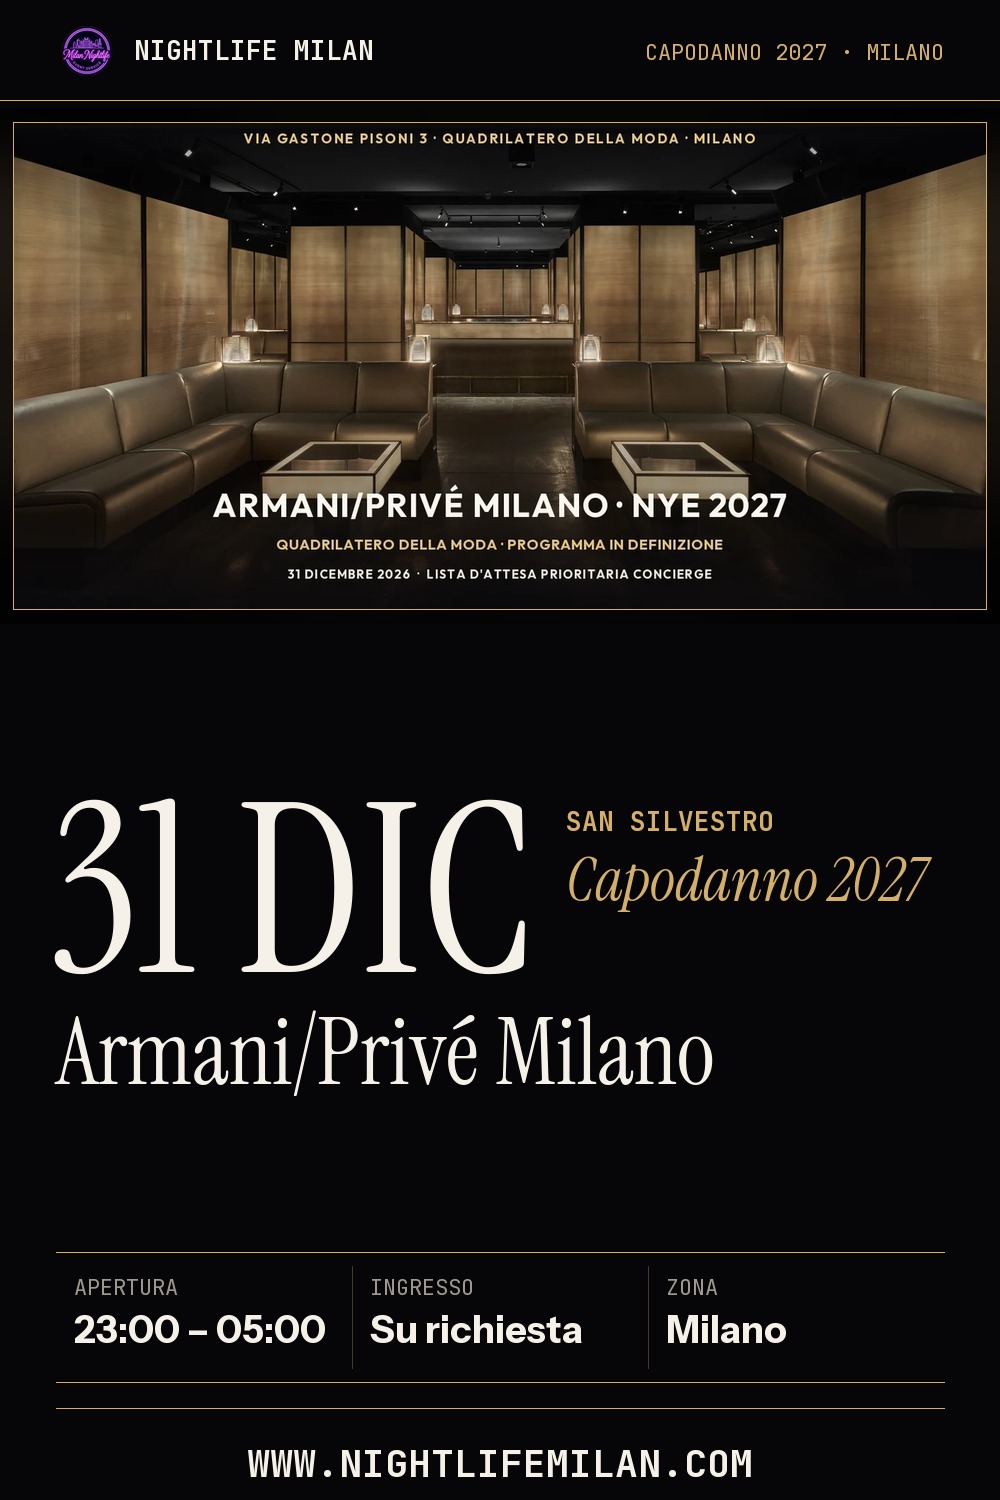 Milan Nightlife
NIGHTLIFE MILAN
CAPODANNO 2027 · MILANO
VIA GASTONE PISONI 3 · QUADRILATERO DELLA MODA · MILANO
ARMANI/PRIVÉ MILANO · NYE 2027
QUADRILATERO DELLA MODA · PROGRAMMA IN DEFINIZIONE
31 DICEMBRE 2026 · LISTA D'ATTESA PRIORITARIA CONCIERGE
31 DIC
SAN SILVESTRO
Capodanno 2027
Armani/Privé Milano
APERTURA
23:00 – 05:00
INGRESSO
Su richiesta
ZONA
Milano
WWW.NIGHTLIFEMILAN.COM